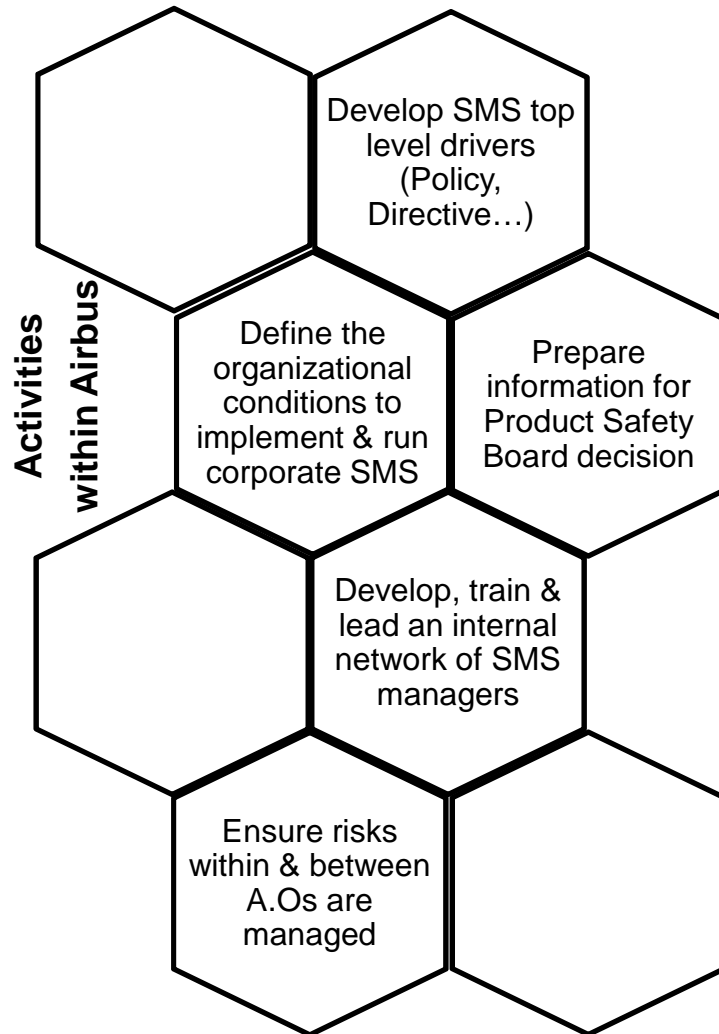 Develop SMS top
level drivers
(Policy,
Directive…)
Activities
within Airbus
Define the
organizational
conditions to
implement & run
corporate SMS
Prepare
information for
Product Safety
Board decision
Develop, train &
lead an internal
network of SMS
managers
Ensure risks
within & between
A.Os are
managed